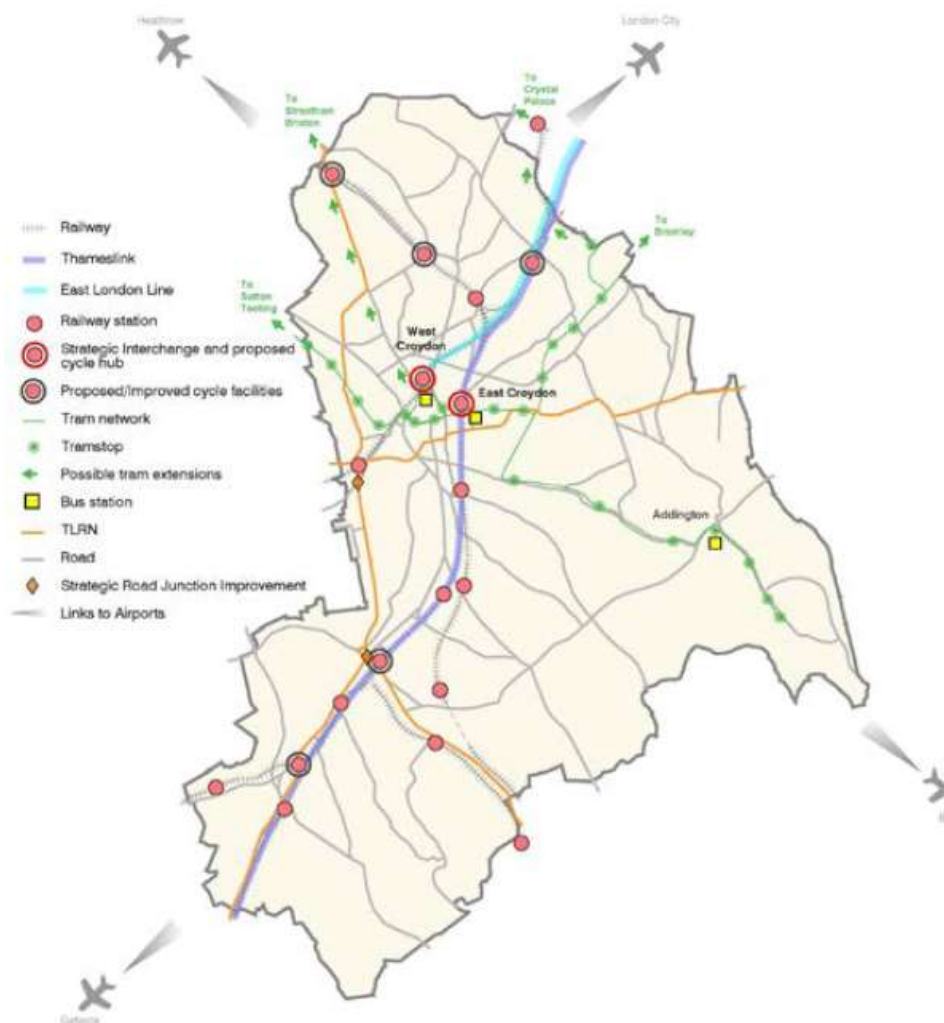 Heathrow
London City
To
Crystal
Palace
To
Streatham
Brixton
To
Bromley
To
Sutton
Tooting
Railway
Thameslink
East London Line
Railway station
Strategic Interchange and proposed
cycle hub
Proposed/Improved cycle facilities
Tram network
Tramstop
Possible tram extensions
Bus station
TLRN
Road
Strategic Road Junction Improvement
Links to Airports
West
Croydon
East Croydon
Addington
Gatwick